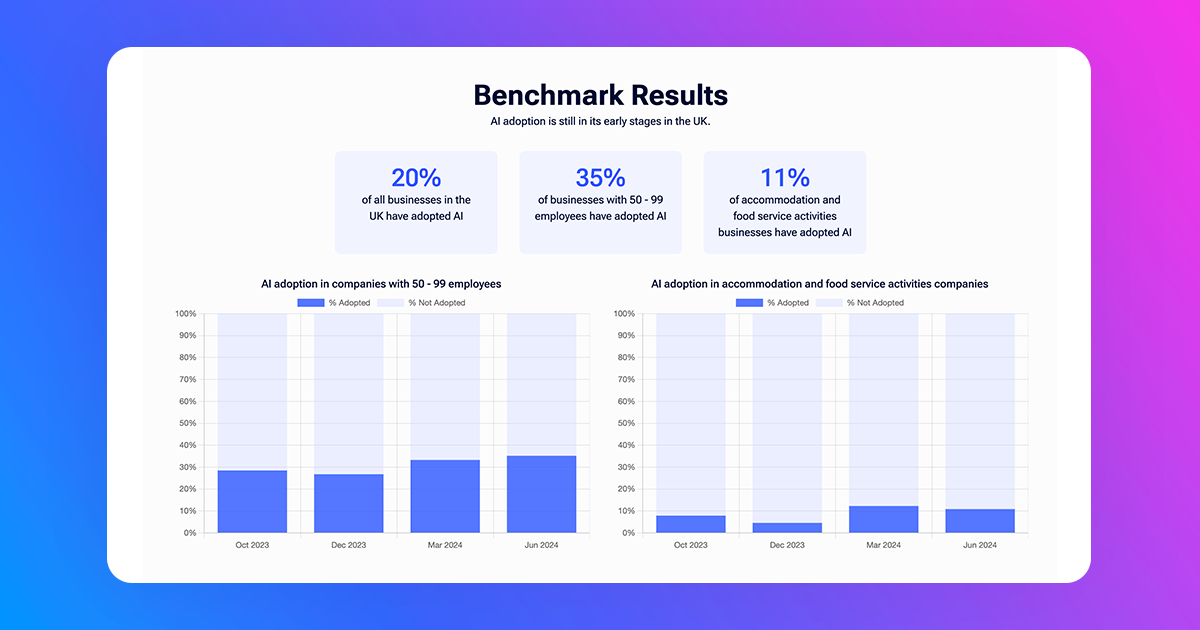 Benchmark Results
AI adoption is still in its early stages in the UK.
20%
of all businesses in the
UK have adopted AI
35%
of businesses with 50 - 99
employees have adopted AI
11%
of accommodation and
food service activities
businesses have adopted AI
AI adoption in companies with 50 - 99 employees
% Adopted % Not Adopted
100%
90%
80%
70%
60%
50%
40%
30%
20%
10%
0%
Oct 2023 Dec 2023 Mar 2024 Jun 2024
AI adoption in accommodation and food service activities companies
% Adopted % Not Adopted
100%
90%
80%
70%
60%
50%
40%
30%
20%
10%
0%
Oct 2023 Dec 2023 Mar 2024 Jun 2024